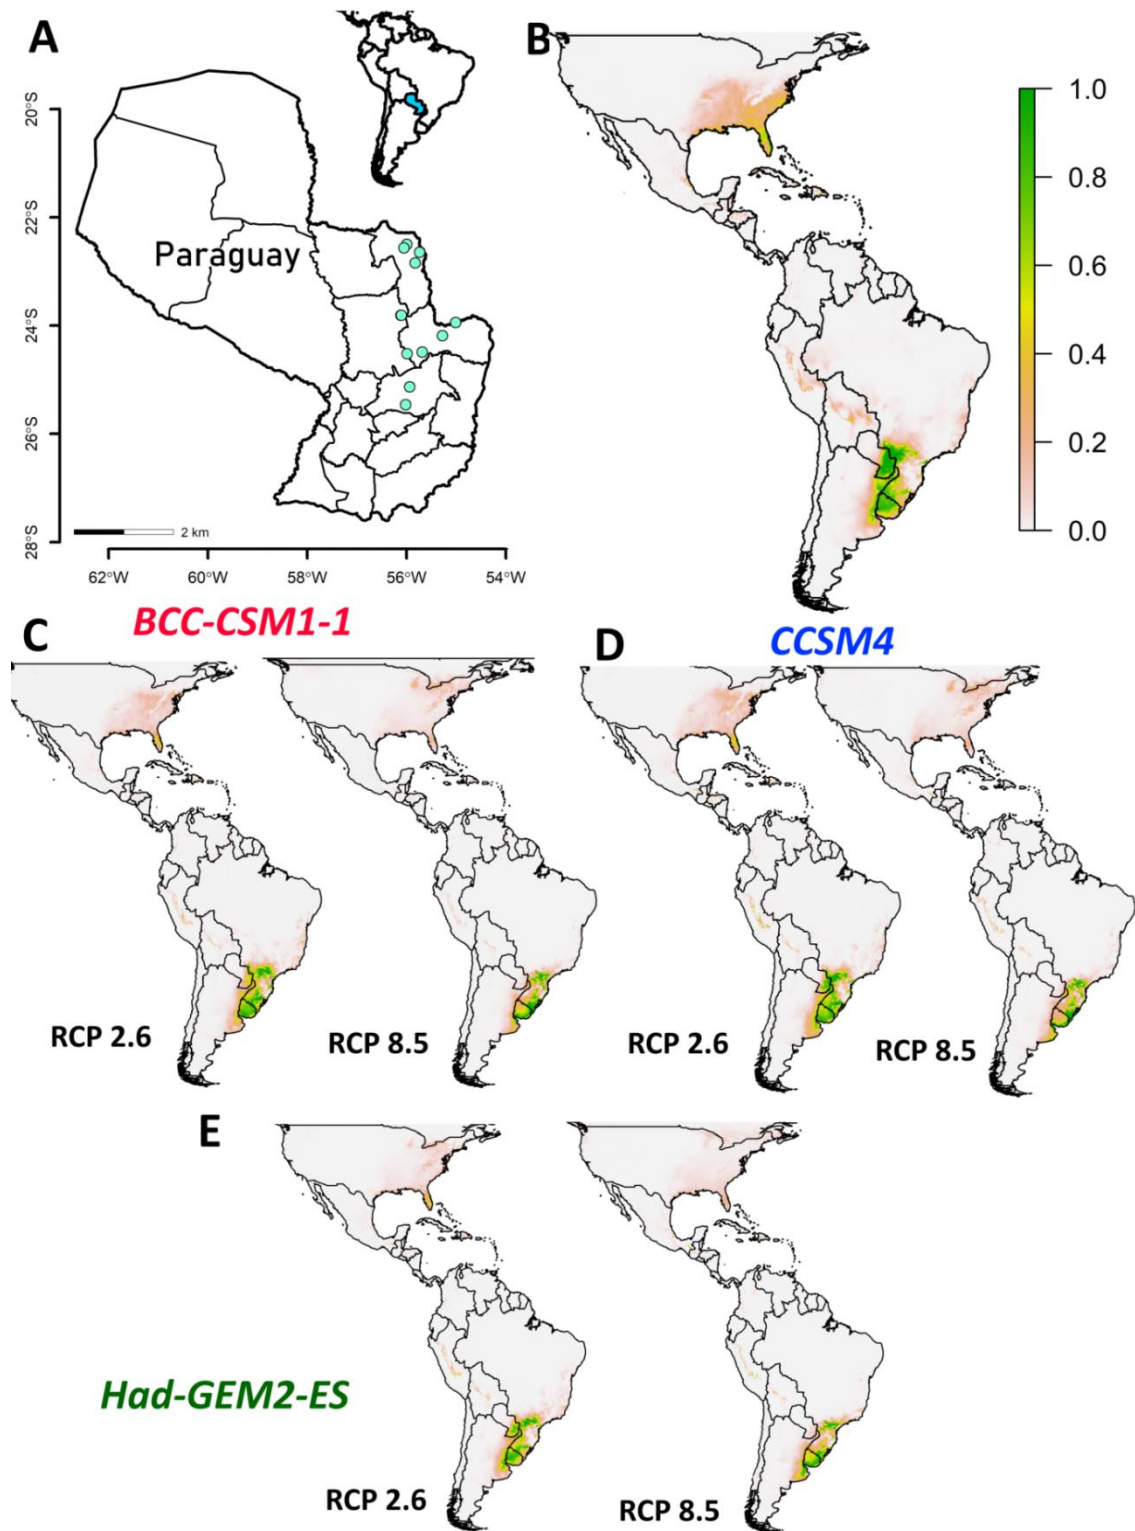 A
B
20°S
22°S
24°S
26°S
28°S
Paraguay
2 km
62°W 60°W 58°W 56°W 54°W
1.0
0.8
0.6
0.4
0.2
0.0
C
BCC-CSM1-1
D
CCSM4
RCP 2.6
RCP 8.5
RCP 2.6
RCP 8.5
E
Had-GEM2-ES
RCP 2.6
RCP 8.5